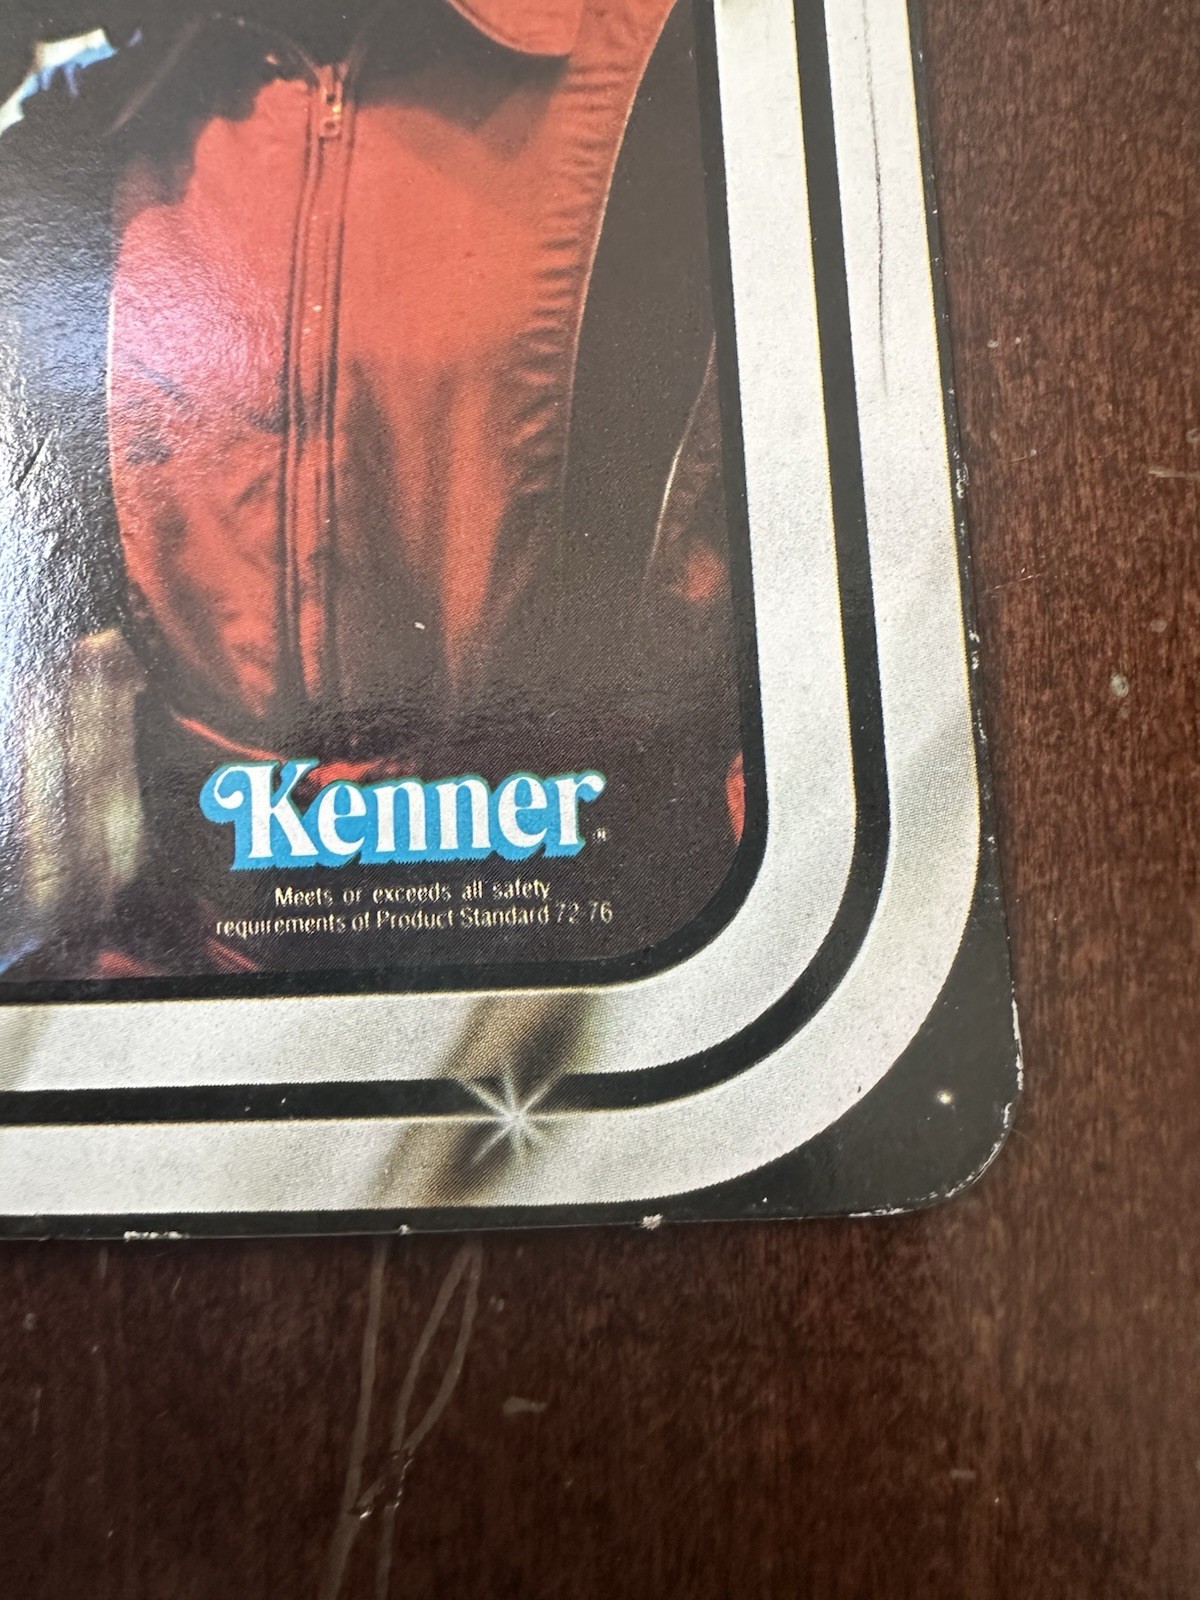 Kenner
Meets or exceeds all safety
requirements of Product Standard 72-76